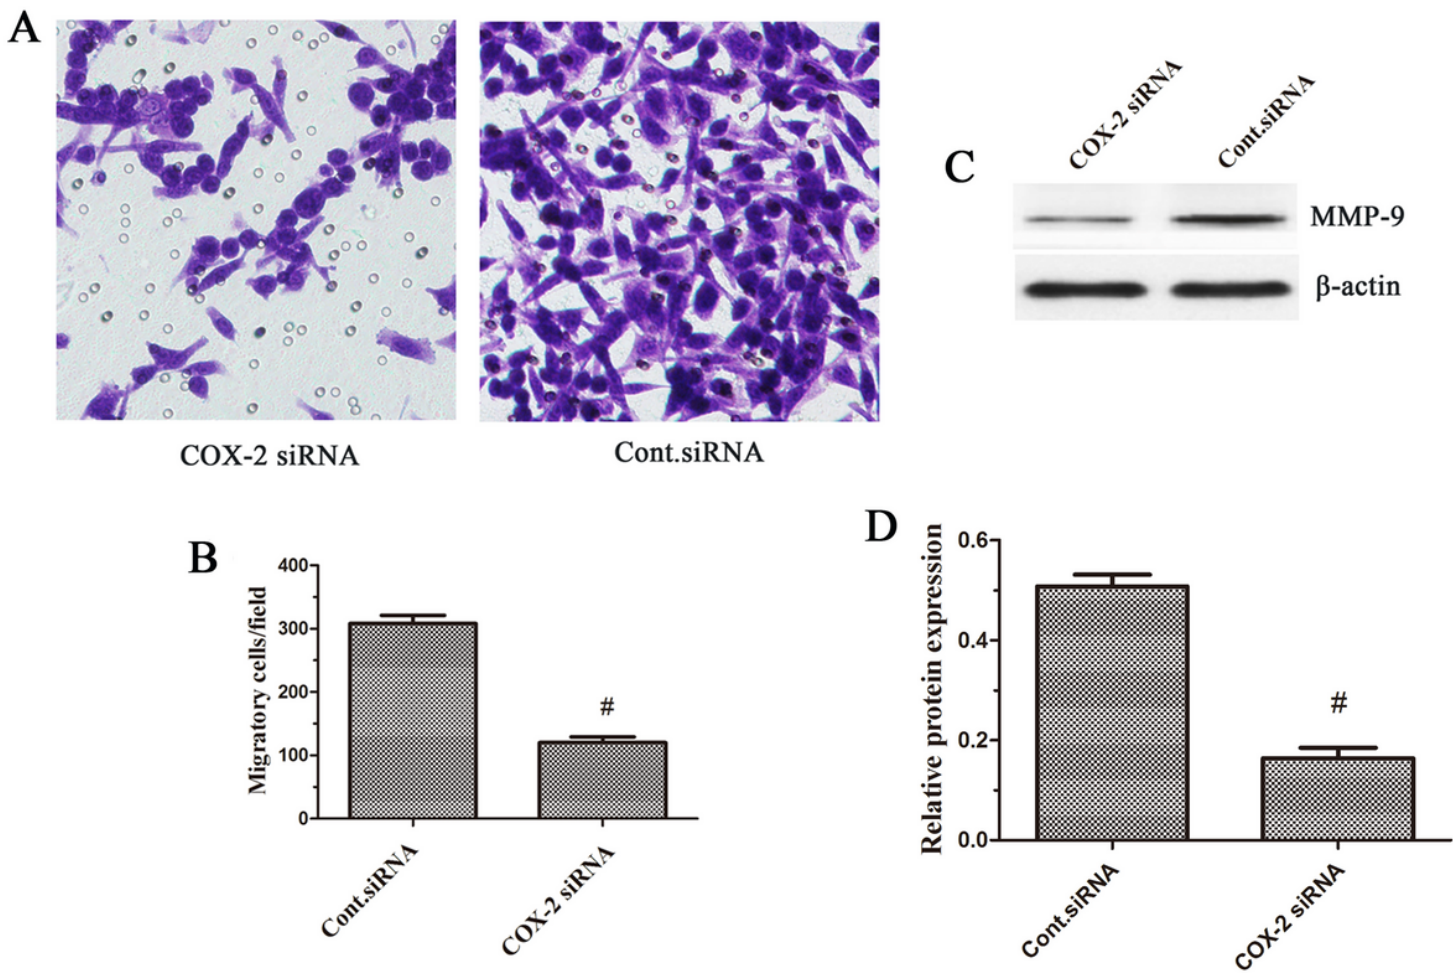 A
COX-2 siRNA
Cont.siRNA
C
COX-2 siRNA
Cont.siRNA
MMP-9
β-actin
B
Migratory cells/field
400
300
200
100
0
#
Cont.siRNA
COX-2 siRNA
D
Relative protein expression
0.6
0.4
0.2
0.0
#
Cont.siRNA
COX-2 siRNA